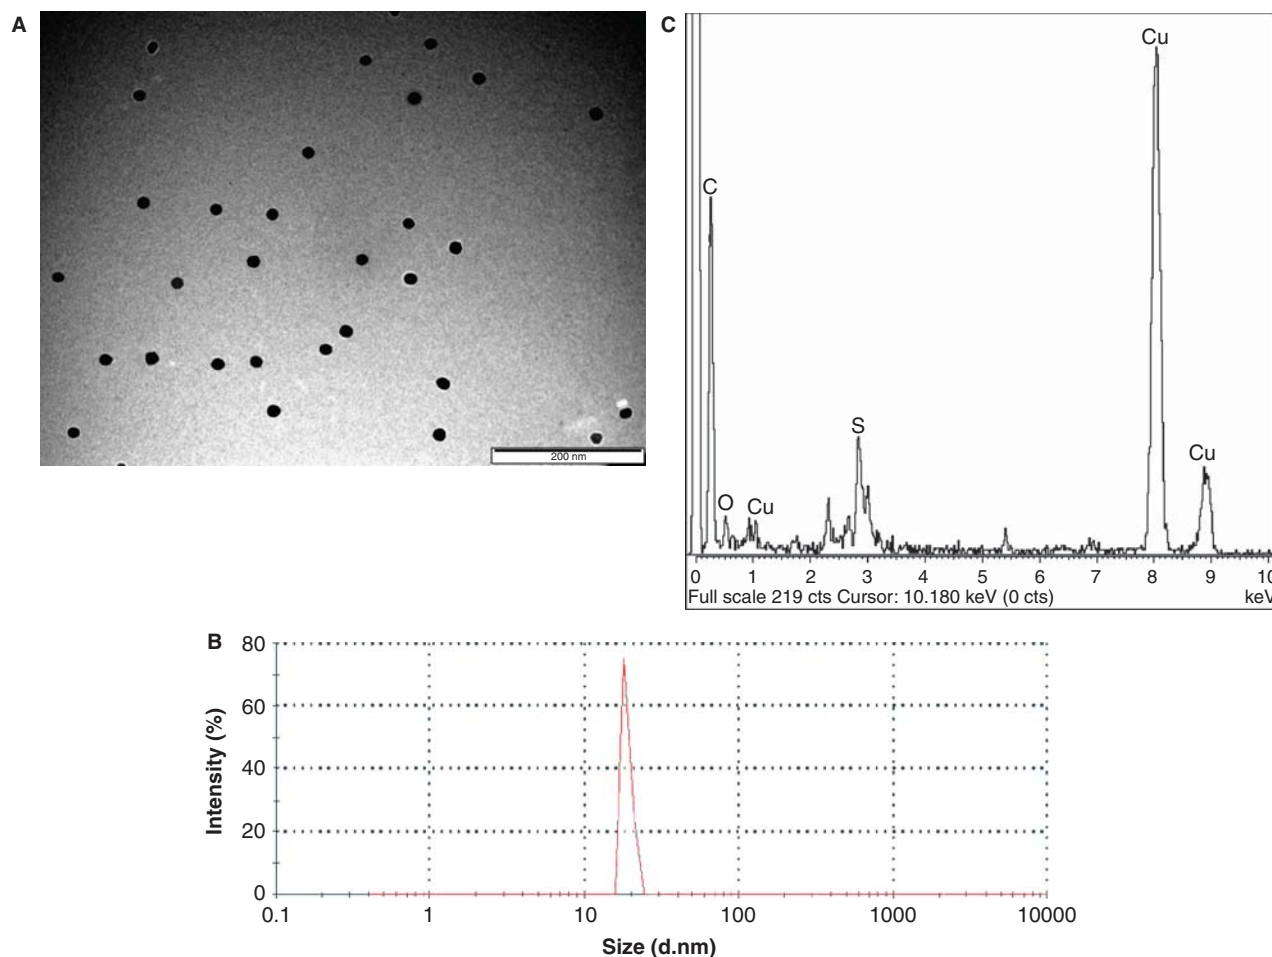 A
200 nm
C
Cu
C
S
Cu
O
Cu
0 1 2 3 4 5 6 7 8 9 10
Full scale 219 cts Cursor: 10.180 keV (0 cts) keV
B
80
60
40
20
0
Intensity (%)
0.1 1 10 100 1000 10000
Size (d.nm)